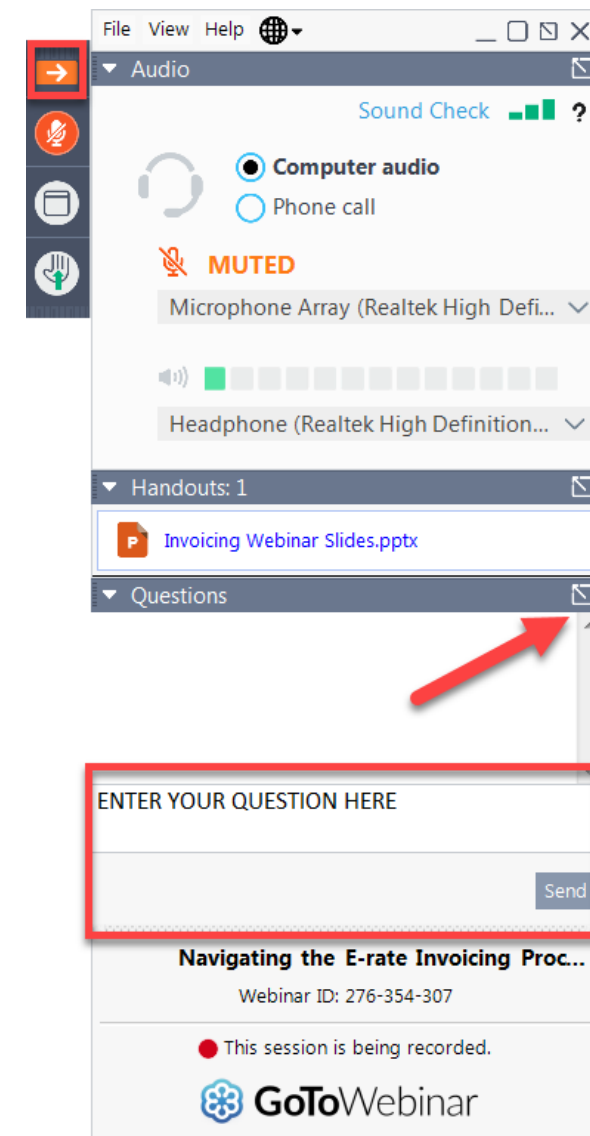 File View Help
Audio
Sound Check ?
Computer audio
Phone call
MUTED
Microphone Array (Realtek High Defi...
Headphone (Realtek High Definition...
Handouts: 1
P Invoicing Webinar Slides.pptx
Questions
ENTER YOUR QUESTION HERE
Send
Navigating the E-rate Invoicing Proc...
Webinar ID: 276-354-307
This session is being recorded.
GoToWebinar